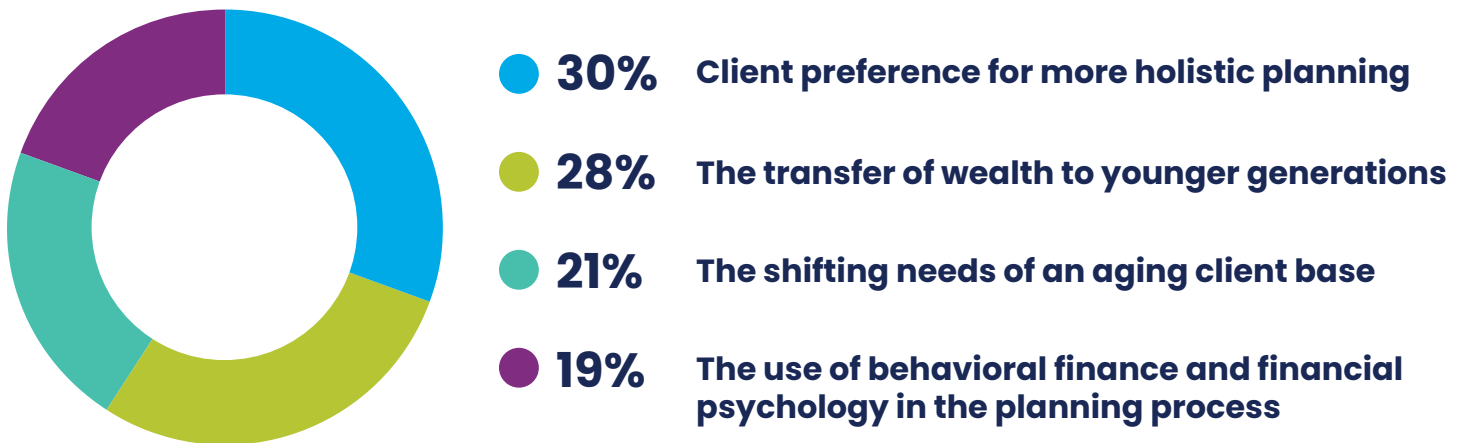 30% Client preference for more holistic planning
28% The transfer of wealth to younger generations
21% The shifting needs of an aging client base
19% The use of behavioral finance and financial
psychology in the planning process